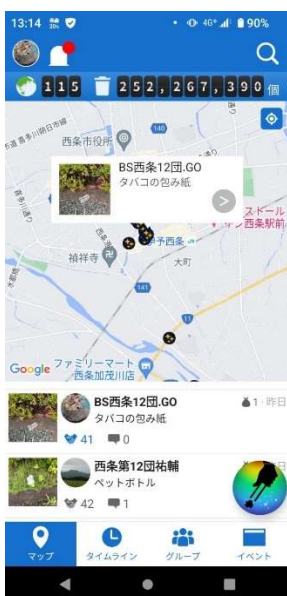 13:14
4G+
90%
115 252,267,390 個
西条市役所
140
BS西条12団.GO
タバコの包み紙
伊予西条
禎祥寺
大町
141
ファミリーマート
西条加茂川店
Google
BS西条12団.GO
1・昨日
タバコの包み紙
41 0
西条第12団祐輔
ペットボトル
42 1
マップ タイムライン グループ イベント